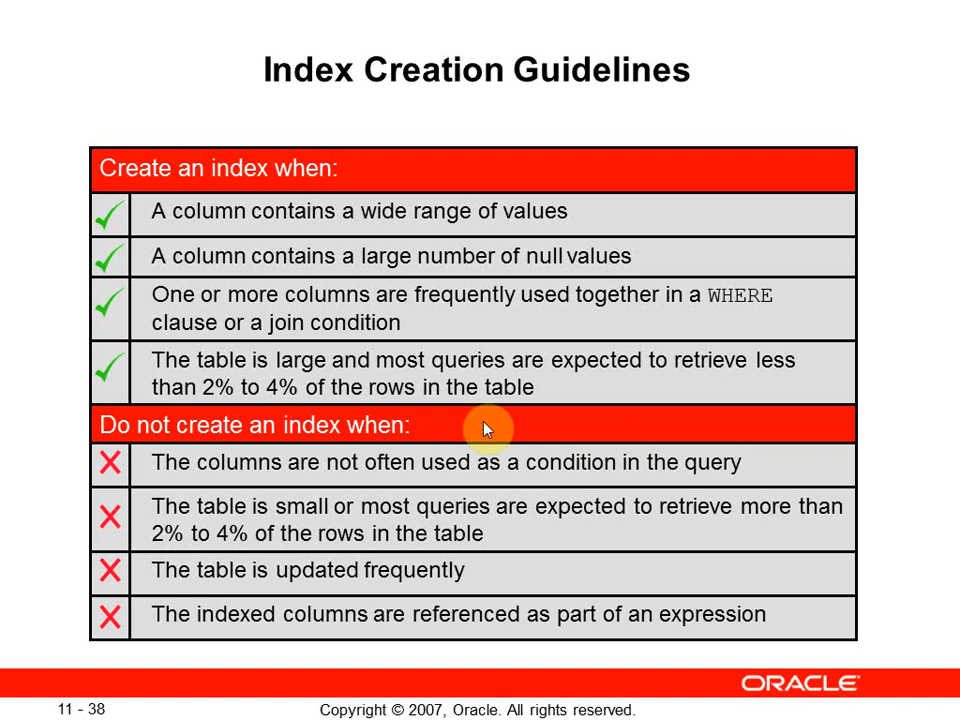 Index Creation Guidelines
Create an index when:
A column contains a wide range of values
A column contains a large number of null values
One or more columns are frequently used together in a WHERE
clause or a join condition
The table is large and most queries are expected to retrieve less
than 2% to 4% of the rows in the table
Do not create an index when:
The columns are not often used as a condition in the query
The table is small or most queries are expected to retrieve more than
2% to 4% of the rows in the table
The table is updated frequently
The indexed columns are referenced as part of an expression
ORACLE
11 - 38
Copyright © 2007, Oracle. All rights reserved.